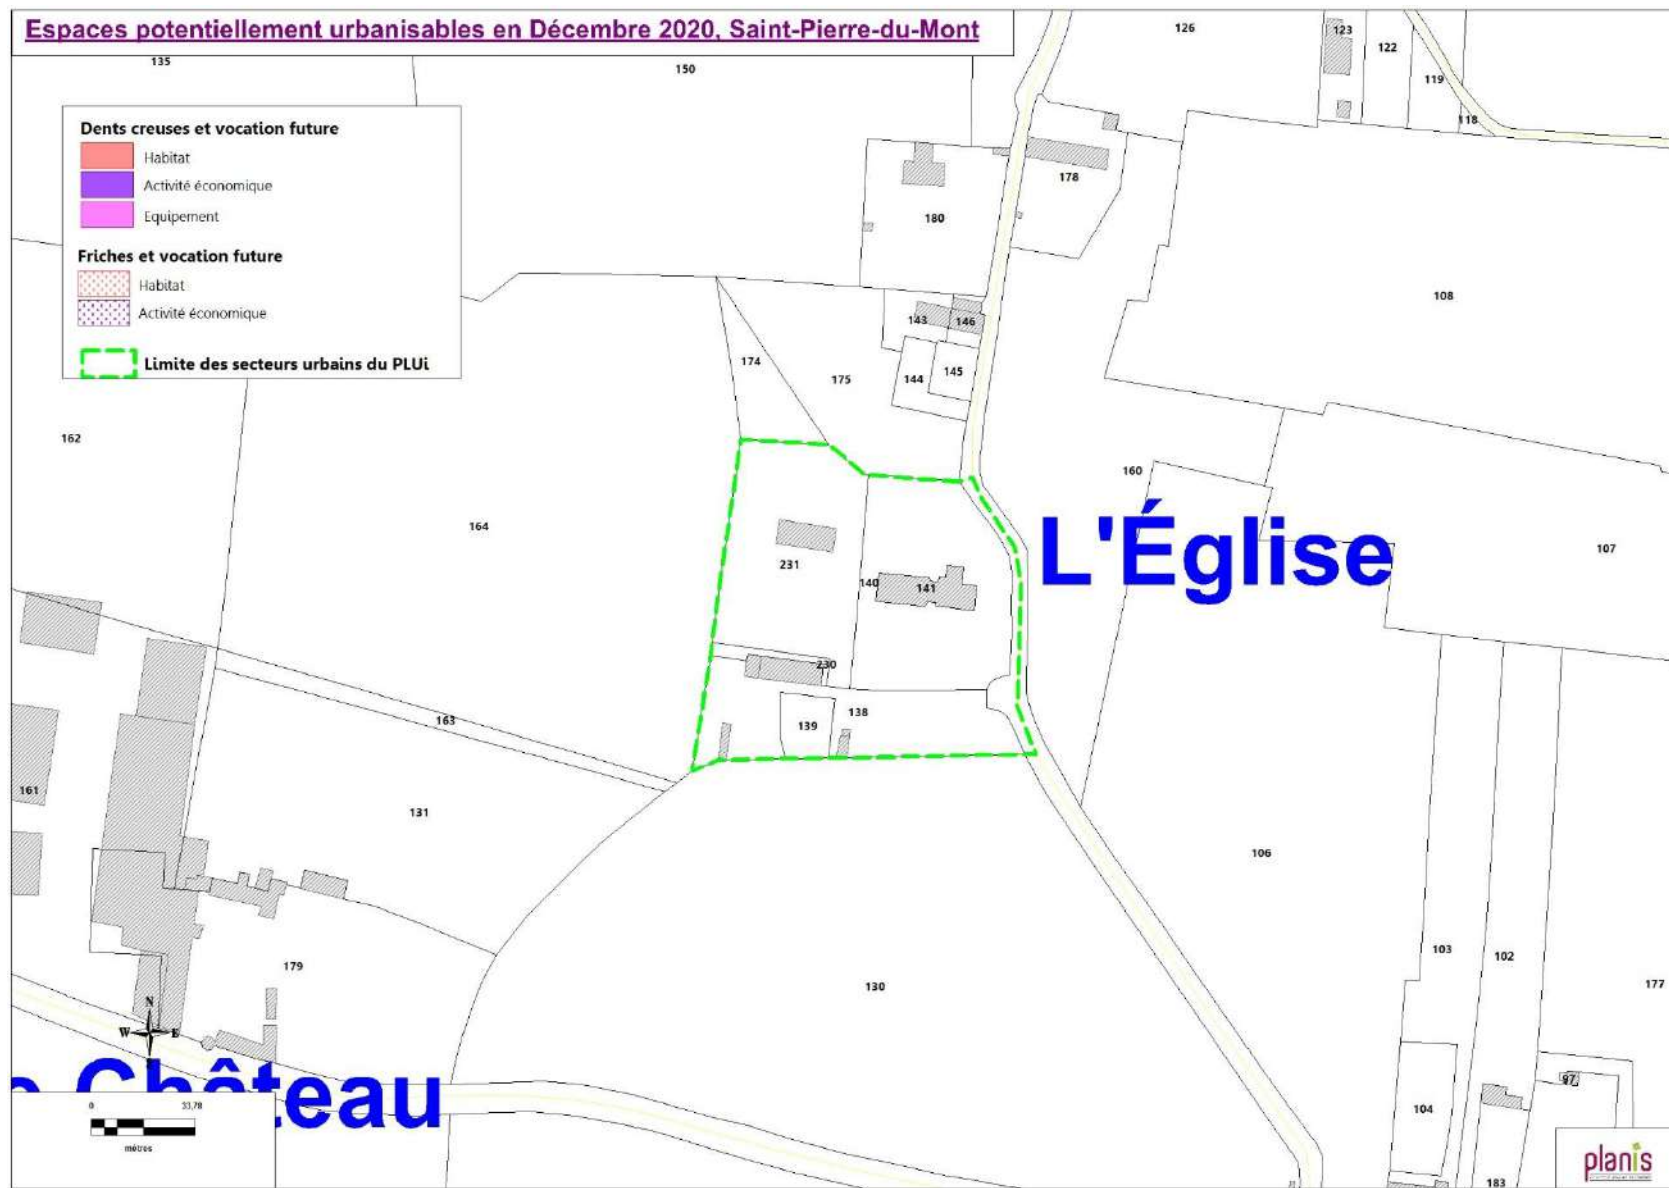 Espaces potentiellement urbanisables en Décembre 2020, Saint-Pierre-du-Mont
126
123
122
135
150
119
118
Dents creuses et vocation future
Habitat
Activité économique
Equipement
Friches et vocation future
Habitat
Activité économique
Limite des secteurs urbains du PLUi
178
180
108
143
146
174
175
144
145
162
160
164
L'Église
107
231
140
141
230
163
138
139
161
131
106
103
102
179
130
177
N
W E
Château
97
104
0 33,78
mètres
planis
183